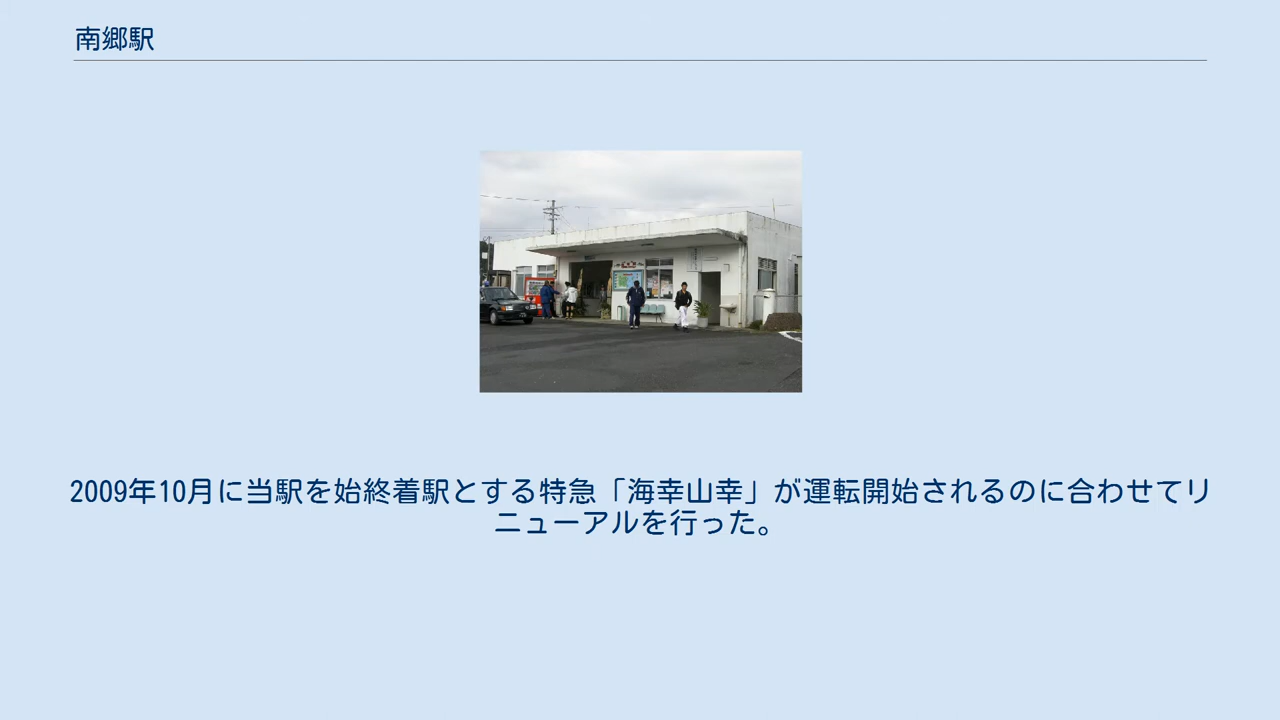 南郷駅
2009年10月に当駅を始終着駅とする特急「海幸山幸」が運転開始されるのに合わせてリ
ニューアルを行った。